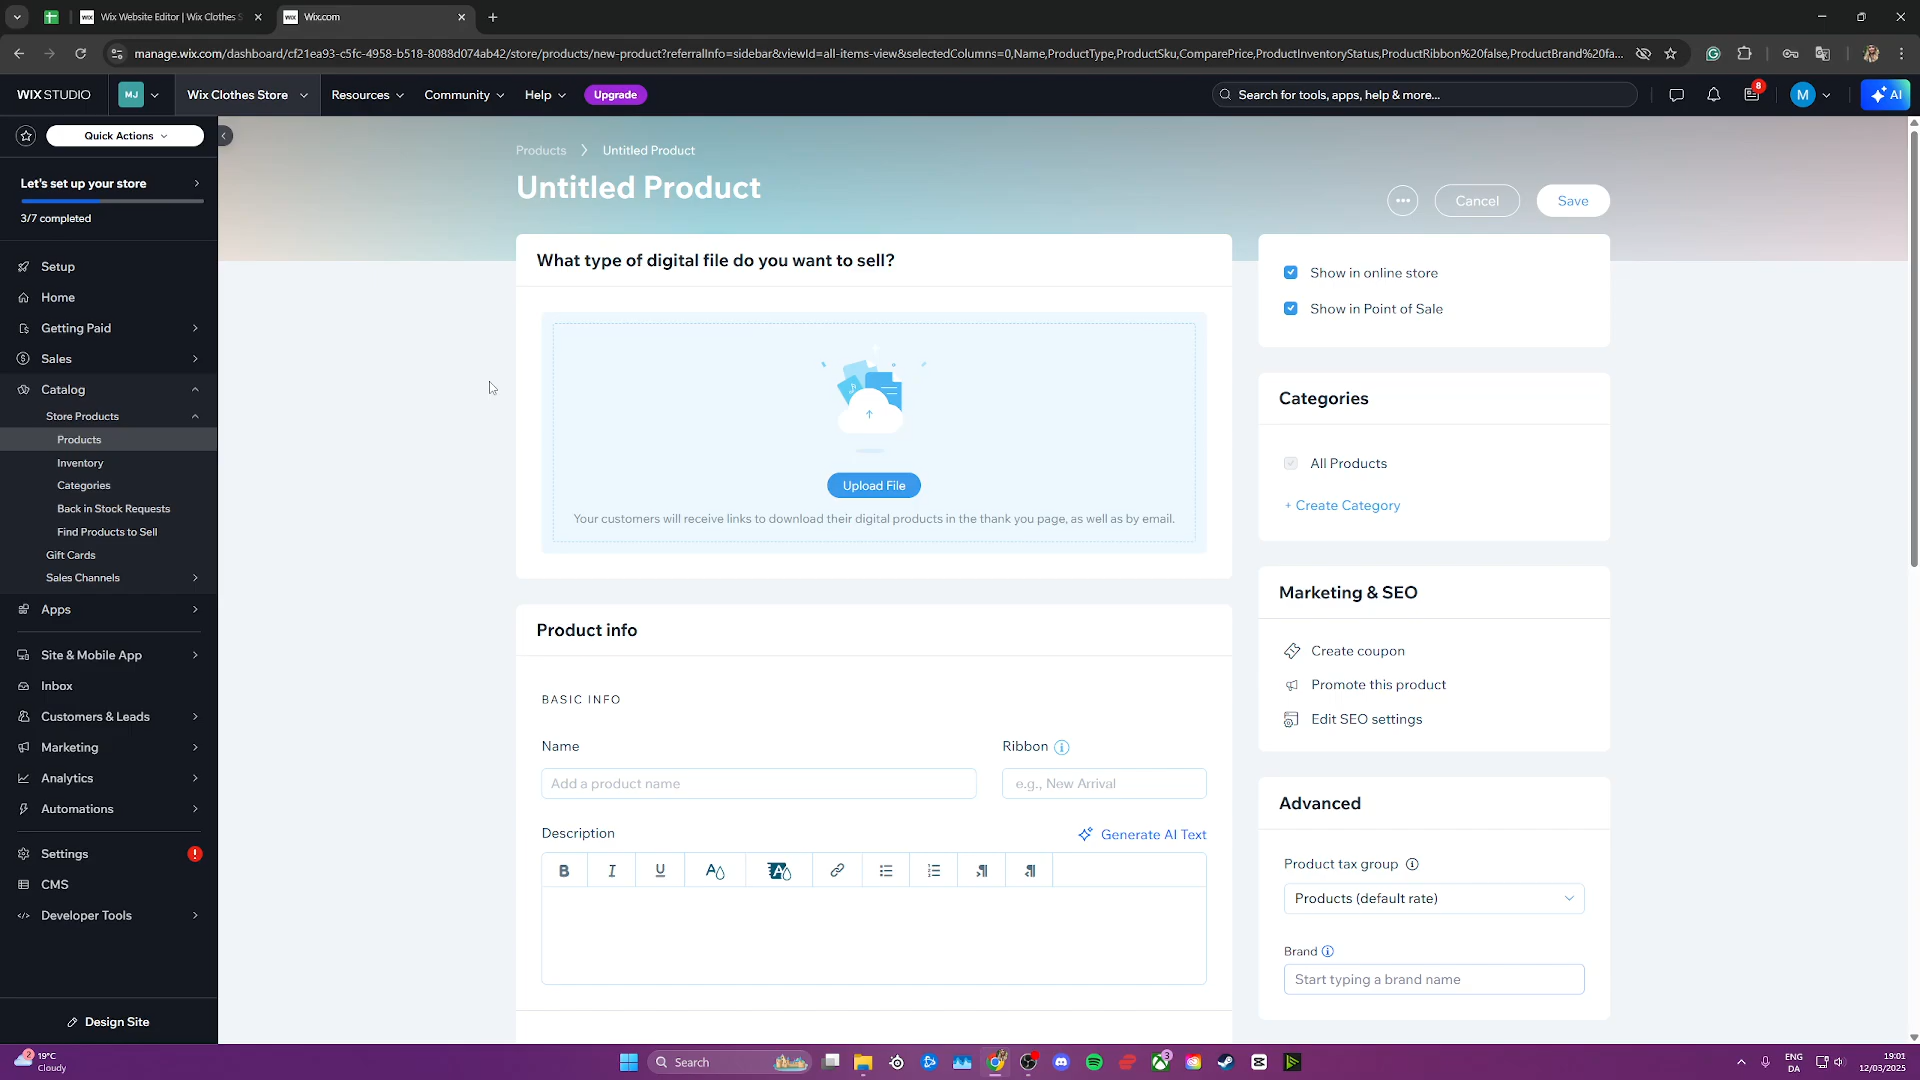 Wix Website Editor | Wix Clothes S
Wix.com
manage.wix.com/dashboard/cf21ea93-c5fc-4958-b518-8088d074ab42/store/products/new-product?referralInfo=sidebar&viewId=all-items-view&selectedColumns=0,Name,ProductType,ProductSku,ComparePrice,ProductInventoryStatus,ProductRibbon%20false,ProductBrand%20fa...
WIX STUDIO
MJ
Wix Clothes Store
Resources
Community
Help
Upgrade
Search for tools, apps, help & more...
8
M
AI
Quick Actions
Let's set up your store
3/7 completed
Setup
Home
Getting Paid
Sales
Catalog
Store Products
Products
Inventory
Categories
Back in Stock Requests
Find Products to Sell
Gift Cards
Sales Channels
Apps
Site & Mobile App
Inbox
Customers & Leads
Marketing
Analytics
Automations
Settings
!
CMS
Developer Tools
Design Site
Products > Untitled Product
Untitled Product
Cancel
Save
What type of digital file do you want to sell?
Upload File
Your customers will receive links to download their digital products in the thank you page, as well as by email.
Product info
BASIC INFO
Name
Add a product name
Ribbon
e.g., New Arrival
Description
Generate AI Text
B I U A A
Show in online store
Show in Point of Sale
Categories
All Products
+ Create Category
Marketing & SEO
Create coupon
Promote this product
Edit SEO settings
Advanced
Product tax group
Products (default rate)
Brand
Start typing a brand name
2
19°C
Cloudy
Search
3
ENG
DA
19:01
12/03/2025